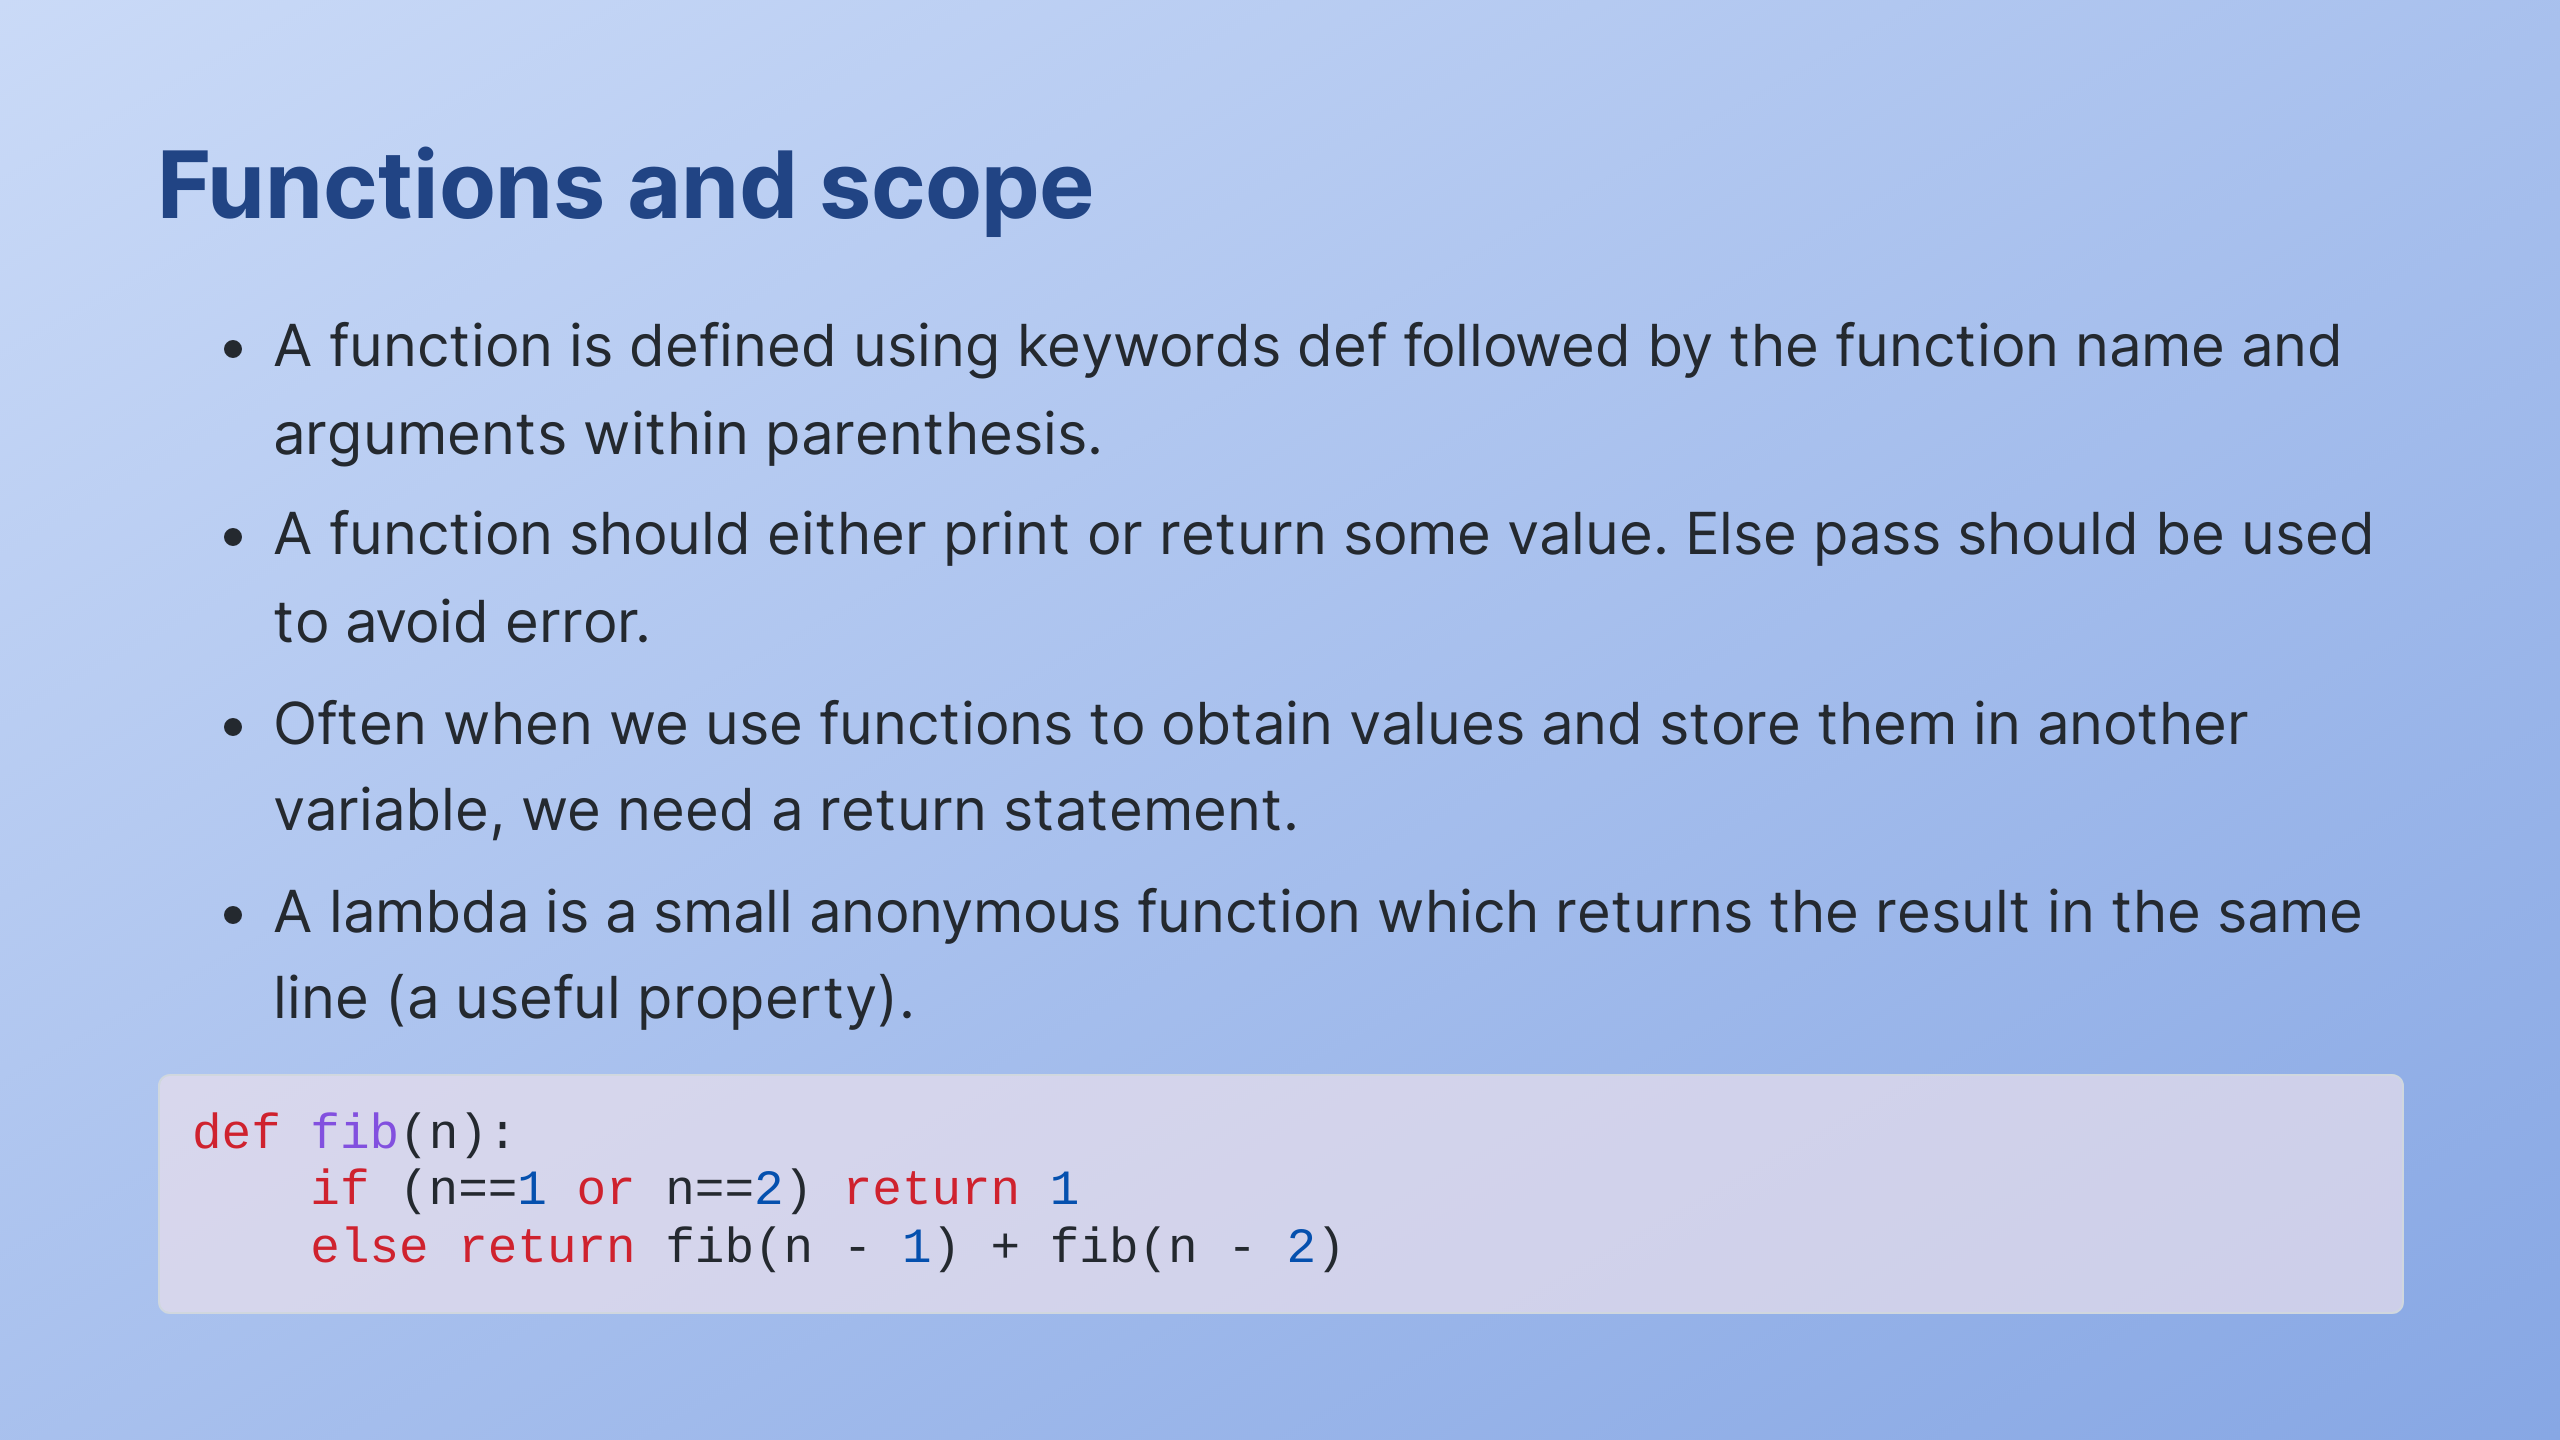 Functions and scope
• A function is defined using keywords def followed by the function name and
arguments within parenthesis.
• A function should either print or return some value. Else pass should be used
to avoid error.
• Often when we use functions to obtain values and store them in another
variable, we need a return statement.
• A lambda is a small anonymous function which returns the result in the same
line (a useful property).
def fib(n):
    if (n==1 or n==2) return 1
    else return fib(n - 1) + fib(n - 2)